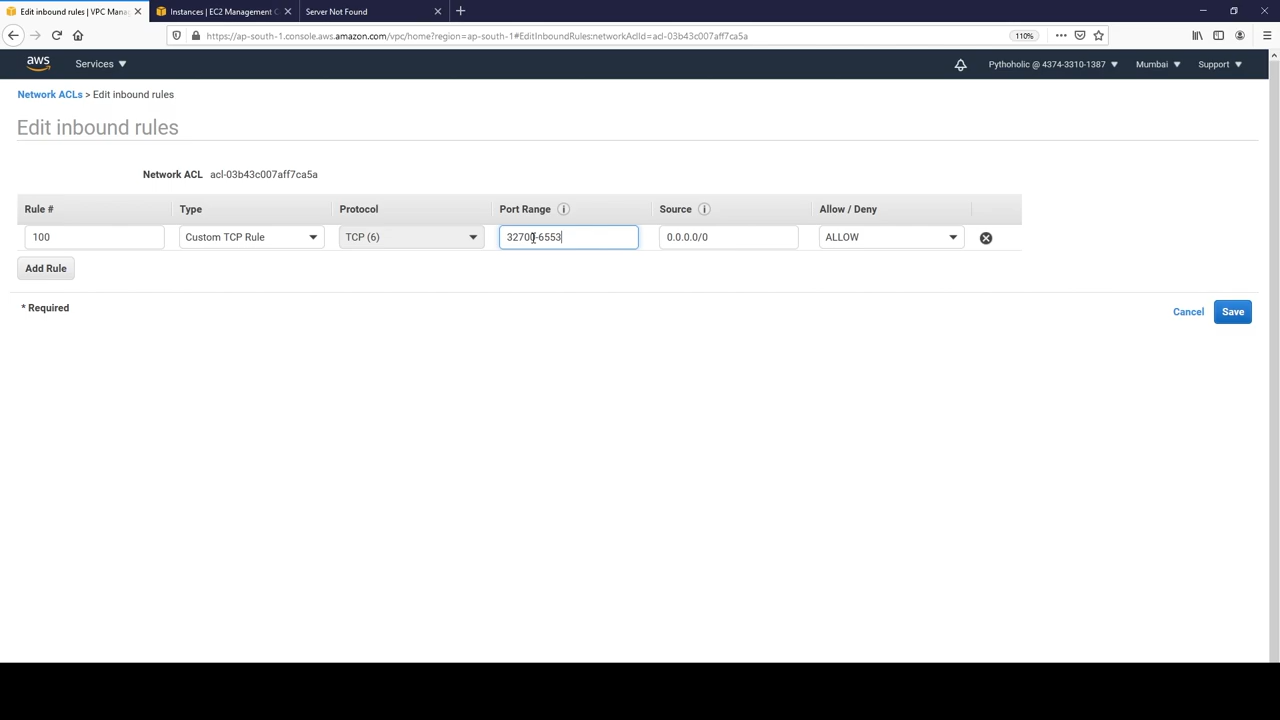 Edit inbound rules | VPC Mana
Instances | EC2 Management C
Server Not Found
https://ap-south-1.console.aws.amazon.com/vpc/home?region=ap-south-1#EditInboundRules:networkAclId=acl-03b43c007aff7ca5a
110%
aws
Services
Pythoholic @ 4374-3310-1387
Mumbai
Support
Network ACLs > Edit inbound rules
Edit inbound rules
Network ACL acl-03b43c007aff7ca5a
Rule # Type Protocol Port Range Source Allow / Deny
100 Custom TCP Rule TCP (6) 32700-6553 0.0.0.0/0 ALLOW
Add Rule
* Required
Cancel Save